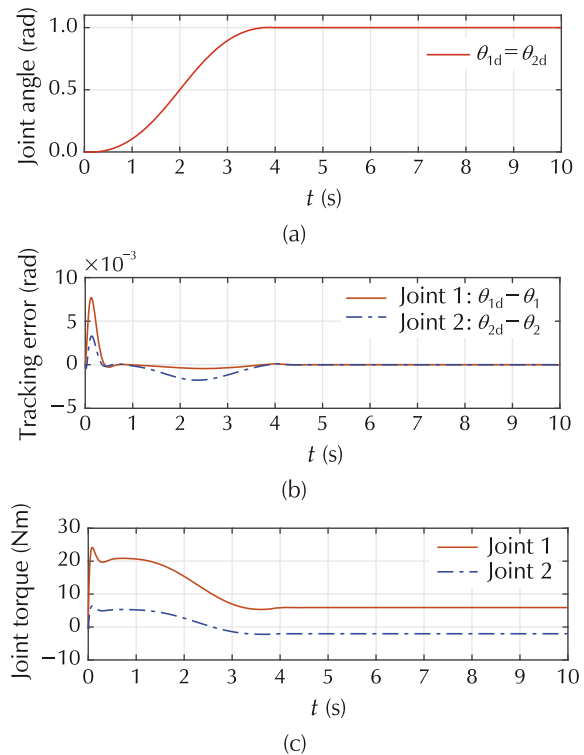 Joint angle (rad)
1.0
0.5
0.0
θ1d=θ2d
0 1 2 3 4 5 6 7 8 9 10
t (s)
(a)
×10−3
Tracking error (rad)
10
5
0
−5
Joint 1: θ1d−θ1
Joint 2: θ2d−θ2
0 1 2 3 4 5 6 7 8 9 10
t (s)
(b)
Joint torque (Nm)
30
20
10
0
−10
Joint 1
Joint 2
0 1 2 3 4 5 6 7 8 9 10
t (s)
(c)